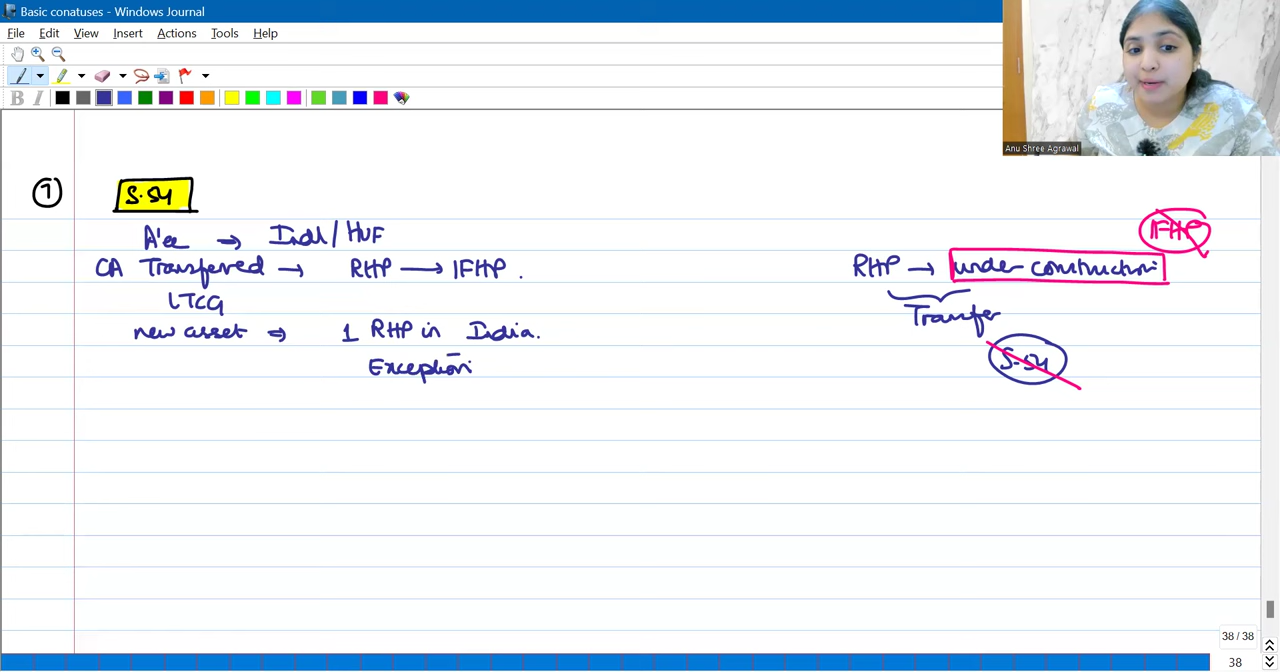 Basic conatuses - Windows Journal
File Edit View Insert Actions Tools Help
B I
Anu Shree Agrawal
① S.54
A'ee → Indl / HUF
CA Transferred → RHP → IFHP.
LTCG
new asset ⇒ 1 RHP in India.
Exception
IFHP
RHP → under construction
Transfer
S-54
38 / 38
38